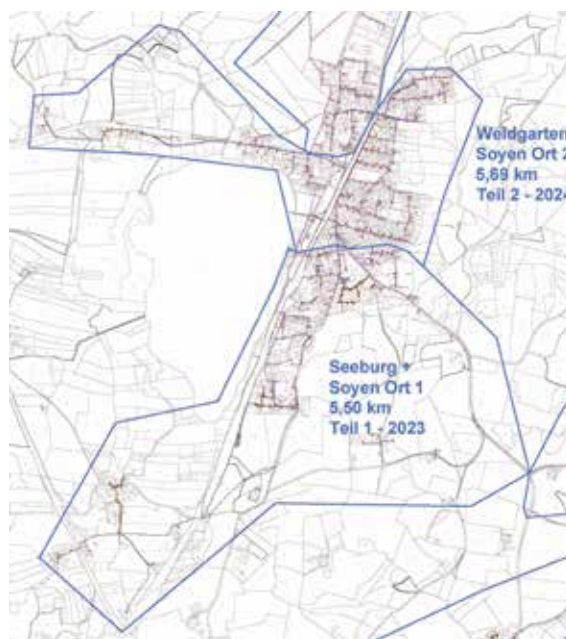 Weidgarten
Soyen Ort 2
5,69 km
Teil 2 - 2024
Seeburg +
Soyen Ort 1
5,50 km
Teil 1 - 2023